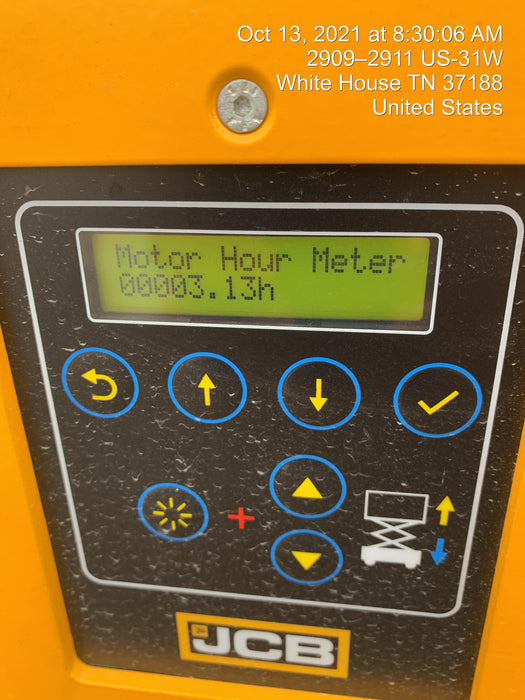 Oct 13, 2021 at 8:30:06 AM
2909–2911 US-31W
White House TN 37188
United States
Motor Hour Meter
00003.13h
JCB